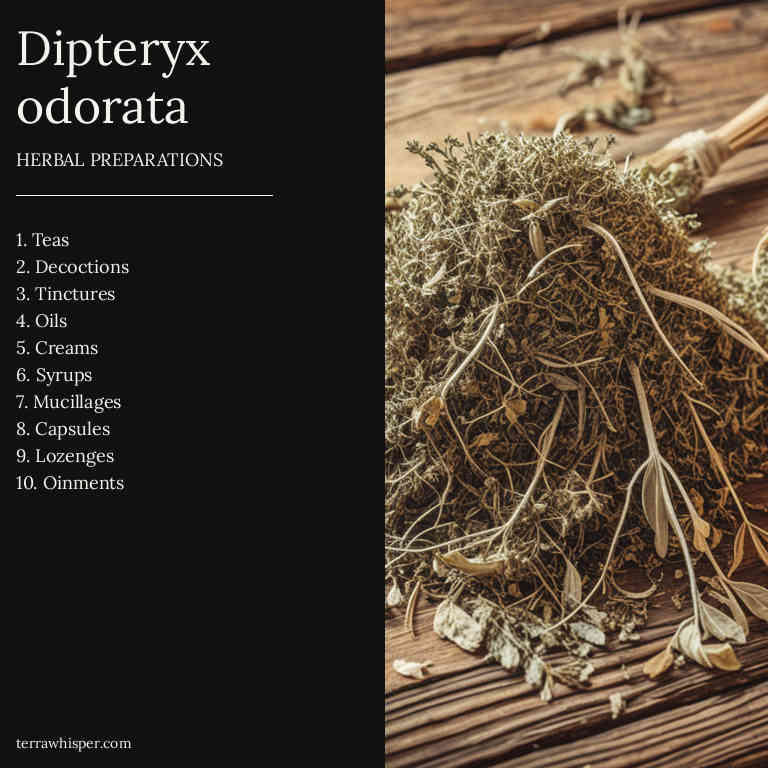 Dipteryx
odorata
HERBAL PREPARATIONS
1. Teas
2. Decoctions
3. Tinctures
4. Oils
5. Creams
6. Syrups
7. Mucillages
8. Capsules
9. Lozenges
10. Oinments
terrawhisper.com